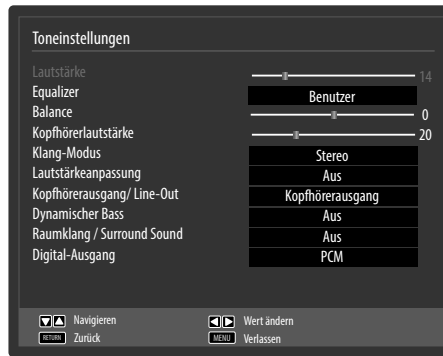 Toneinstellungen
Lautstärke 14
Equalizer Benutzer
Balance 0
Kopfhörerlautstärke 20
Klang-Modus Stereo
Lautstärkeanpassung Aus
Kopfhörerausgang/ Line-Out Kopfhörerausgang
Dynamischer Bass Aus
Raumklang / Surround Sound Aus
Digital-Ausgang PCM
Navigieren Wert ändern
RETURN Zurück MENU Verlassen